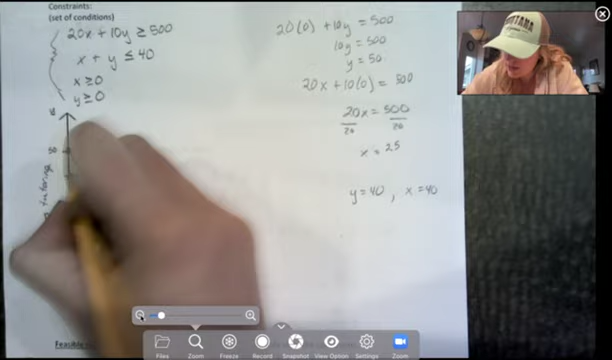 Constraints:
(set of conditions)
20x + 10y ≥ 500
x + y ≤ 40
x ≥ 0
y ≥ 0
50
tutoring
20(0) + 10y = 500
10y = 500
y = 50
20x + 10(0) = 500
20x = 500
20 20
x = 25
y = 40 , x = 40
Feasible
Files
Zoom
Freeze
Record
Snapshot
View Option
Settings
Zoom